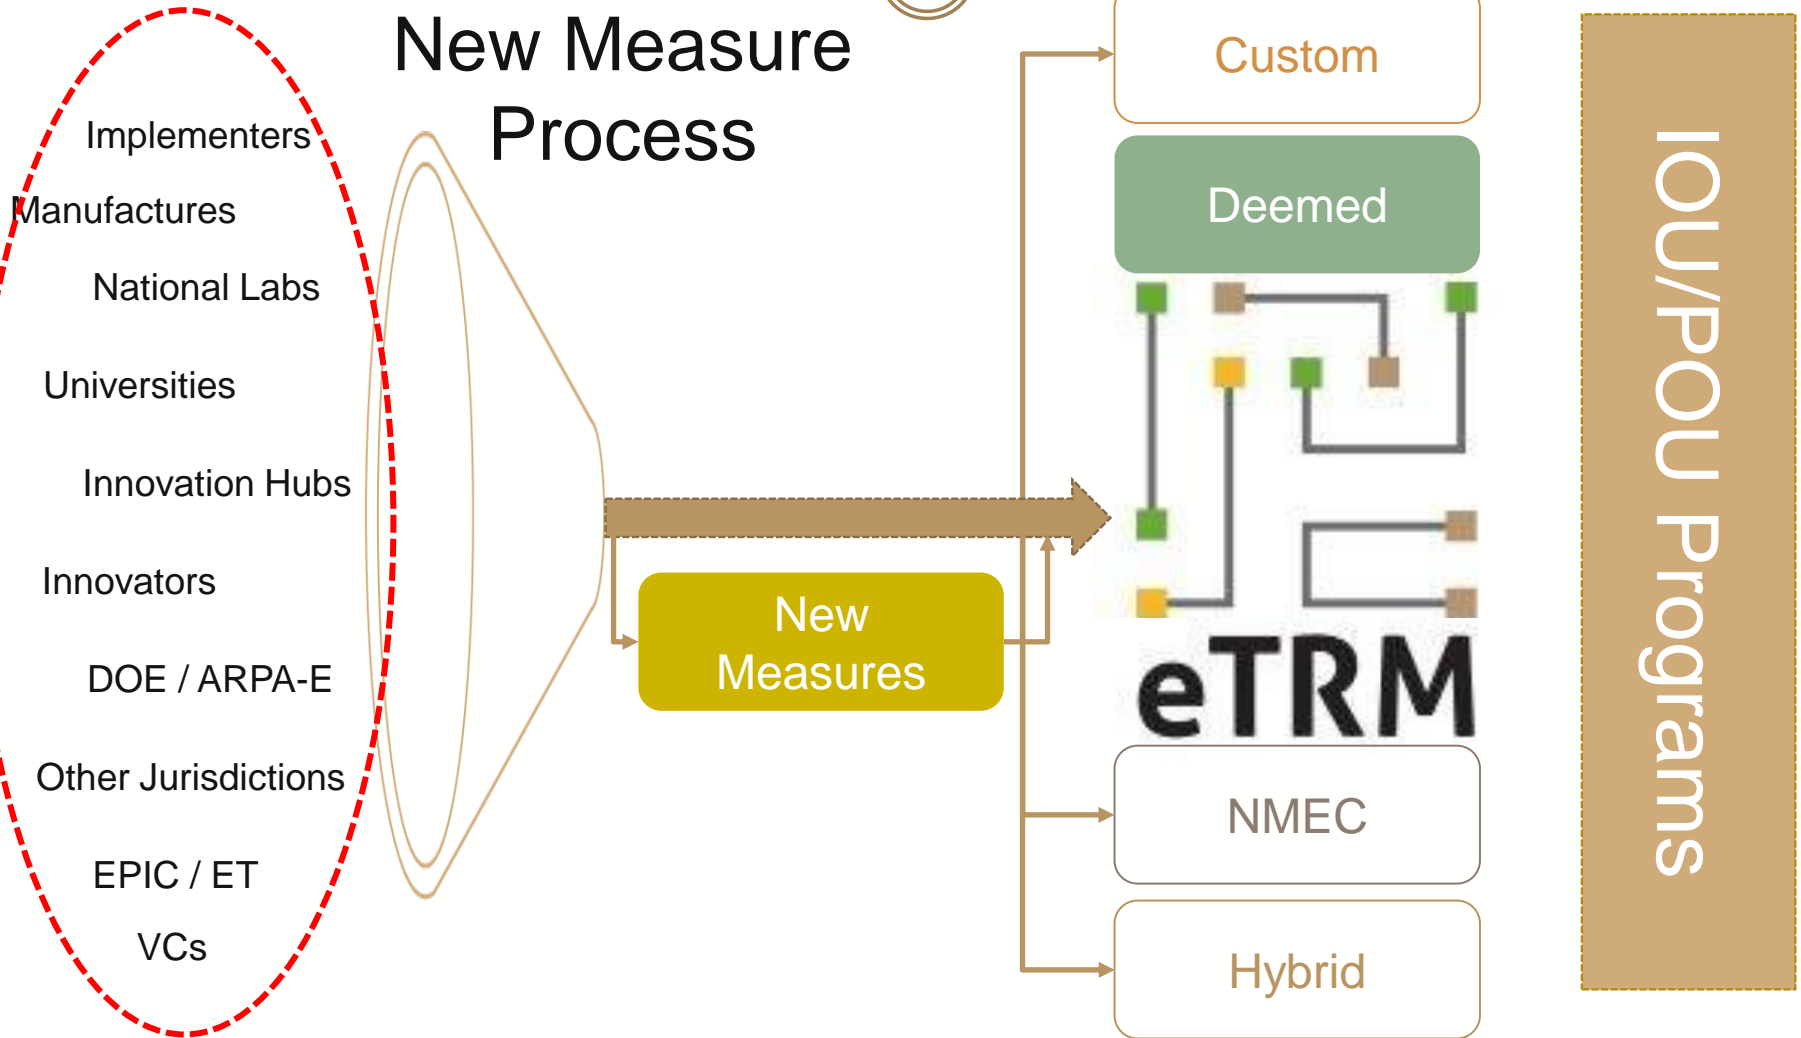 New Measure
Process
Implementers
Manufactures
National Labs
Universities
Innovation Hubs
Innovators
DOE / ARPA-E
Other Jurisdictions
EPIC / ET
VCs
New
Measures
Custom
Deemed
eTRM
NMEC
Hybrid
IOU/POU Programs